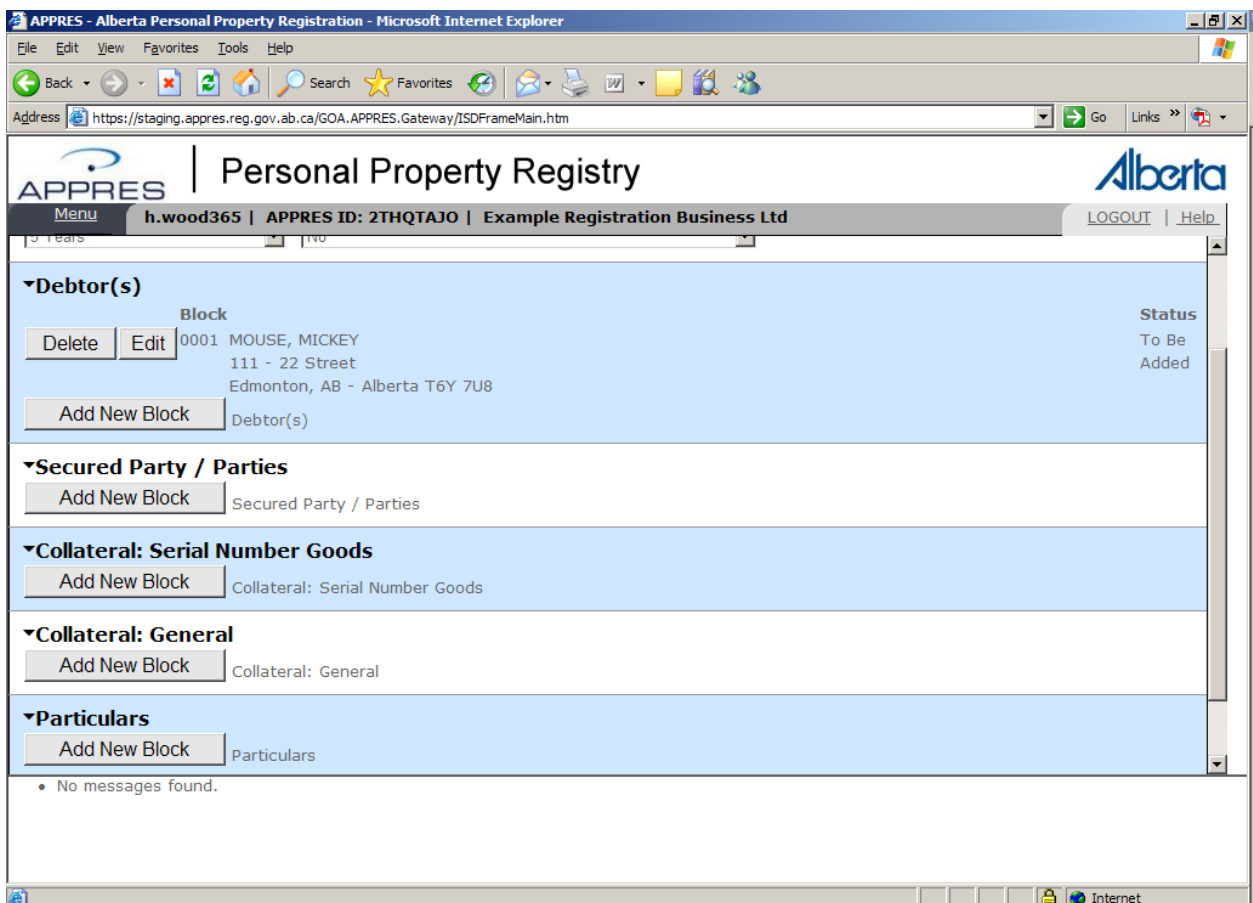 APPRES - Alberta Personal Property Registration - Microsoft Internet Explorer
File Edit View Favorites Tools Help
Back Search Favorites
Address https://staging.appres.reg.gov.ab.ca/GOA.APPRES.Gateway/ISDFrameMain.htm Go Links »
APPRES Personal Property Registry Alberta
Menu h.wood365 | APPRES ID: 2THQTAJO | Example Registration Business Ltd LOGOUT | Help
5 Years No
Debtor(s)
Block Status
Delete Edit 0001 MOUSE, MICKEY To Be
111 - 22 Street Added
Edmonton, AB - Alberta T6Y 7U8
Add New Block Debtor(s)
Secured Party / Parties
Add New Block Secured Party / Parties
Collateral: Serial Number Goods
Add New Block Collateral: Serial Number Goods
Collateral: General
Add New Block Collateral: General
Particulars
Add New Block Particulars
• No messages found.
Internet